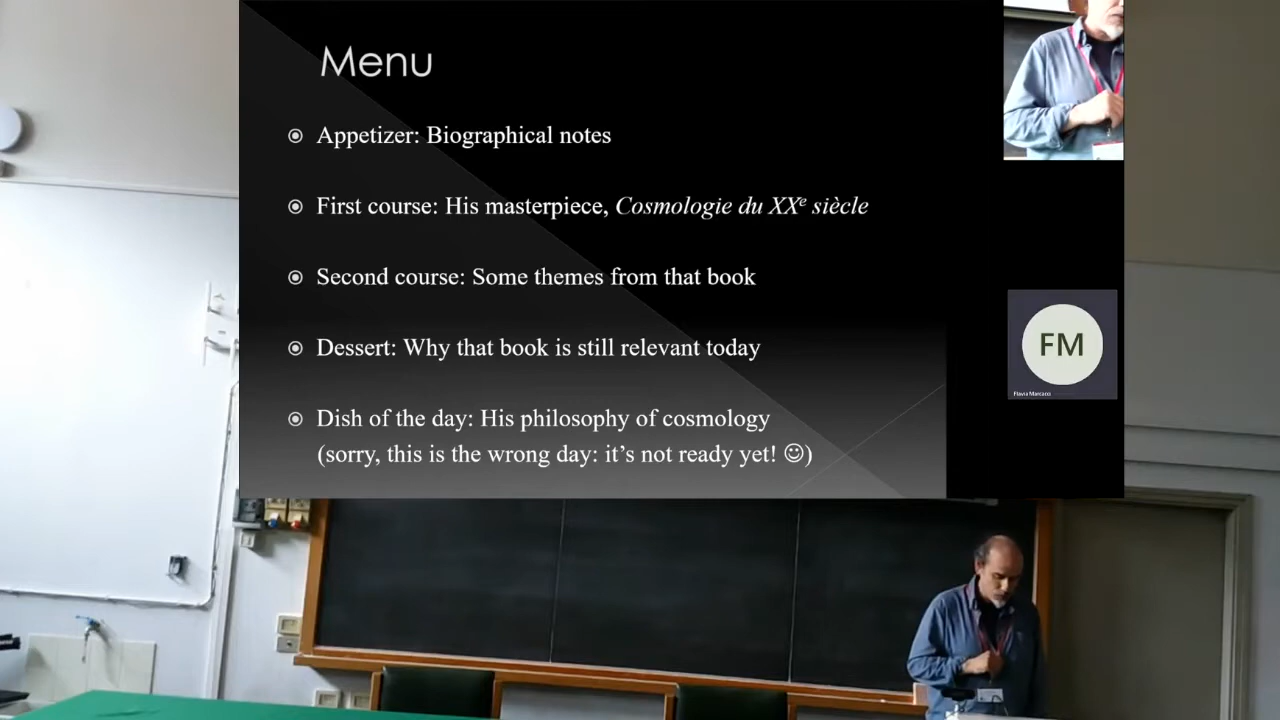 Menu
Appetizer: Biographical notes
First course: His masterpiece, Cosmologie du XXe siècle
Second course: Some themes from that book
Dessert: Why that book is still relevant today
Dish of the day: His philosophy of cosmology
(sorry, this is the wrong day: it's not ready yet! ☺)
FM
Flavia Marcacci